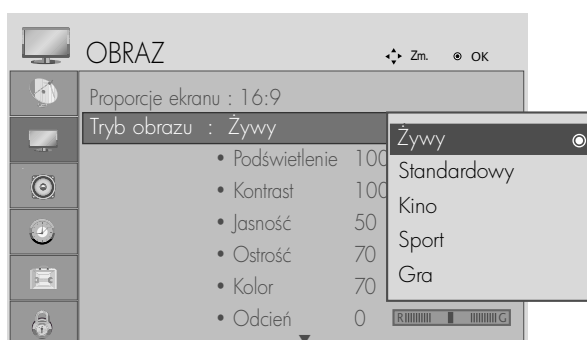 OBRAZ Zm. OK
Proporcje ekranu : 16:9
Tryb obrazu : Żywy
• Podświetlenie 100
• Kontrast 100
• Jasność 50
• Ostrość 70
• Kolor 70
• Odcień 0 R G
Żywy
Standardowy
Kino
Sport
Gra